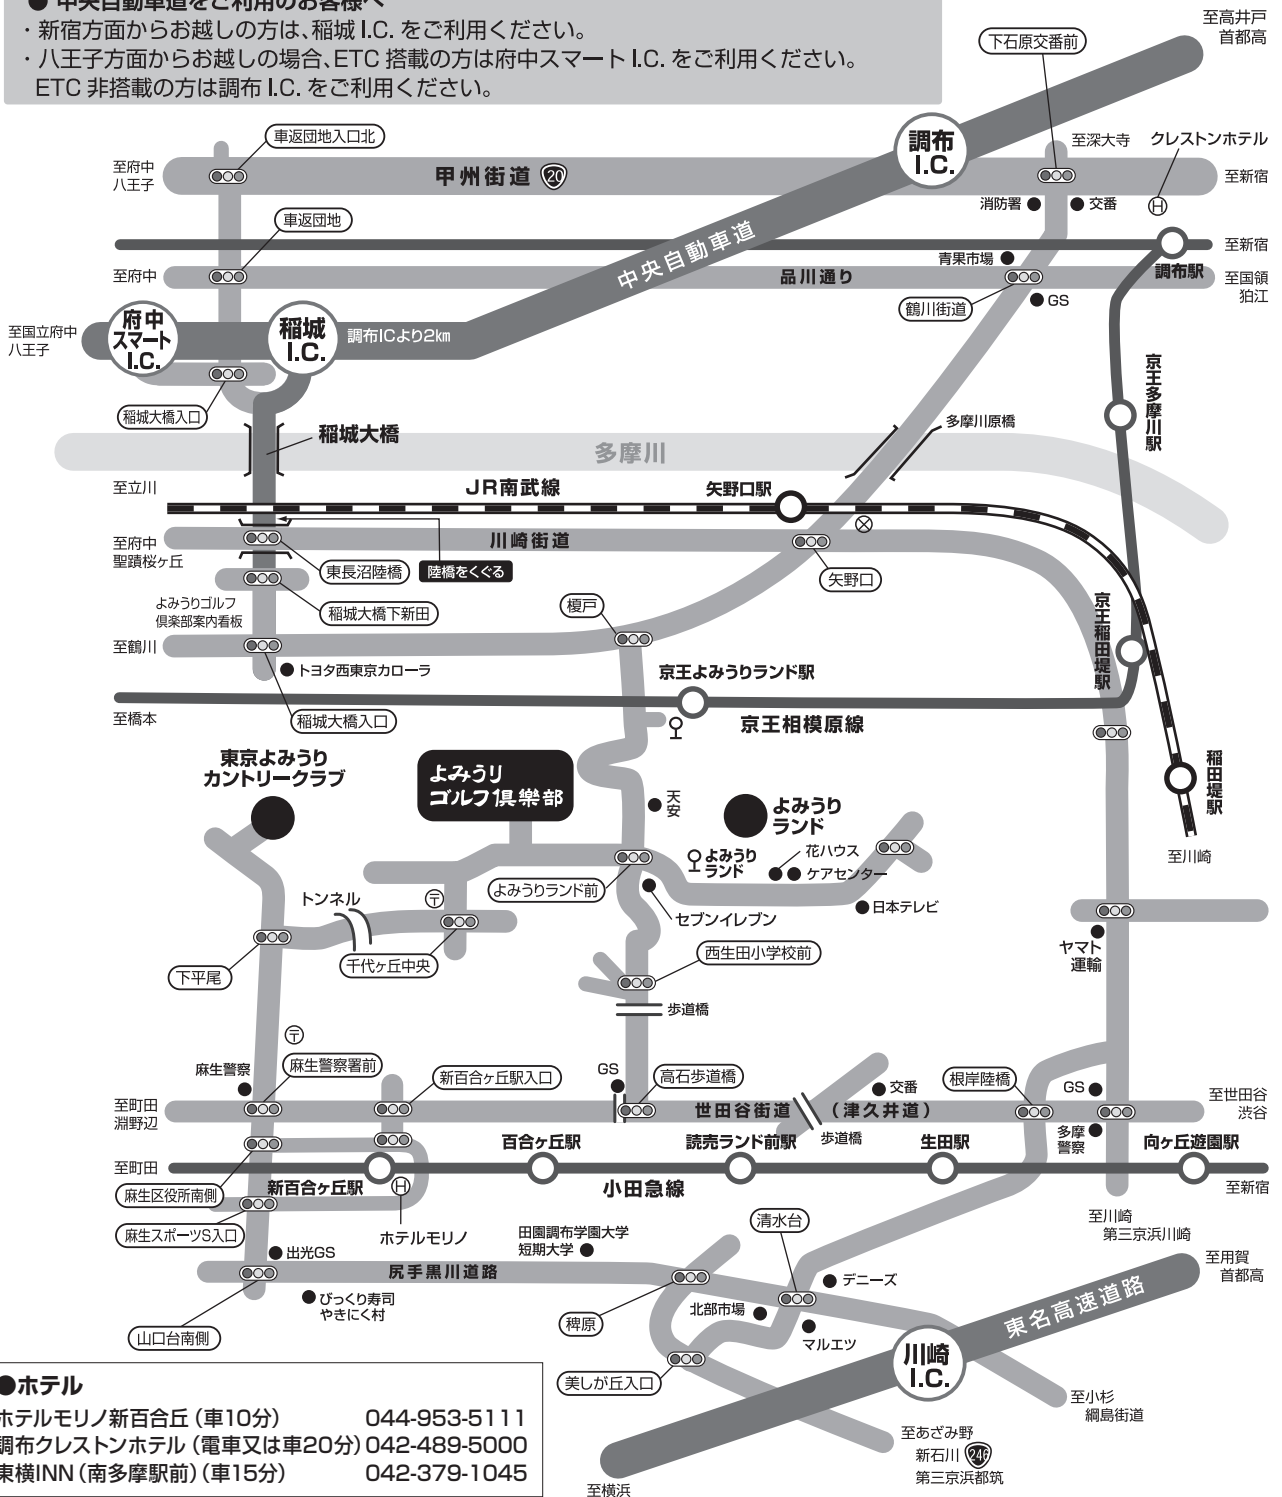 ● 中央自動車道をご利用のお客様へ
・新宿方面からお越しの方は、稲城 I.C. をご利用ください。
・八王子方面からお越しの場合、ETC 搭載の方は府中スマート I.C. をご利用ください。
ETC 非搭載の方は調布 I.C. をご利用ください。
至高井戸
首都高
下石原交番前
車返団地入口北
調布
I.C.
至深大寺
クレストンホテル
至府中
八王子
甲州街道 20
至新宿
消防署
交番
H
車返団地
中央自動車道
至新宿
青果市場
調布駅
至府中
品川通り
至国領
狛江
鶴川街道
GS
至国立府中
八王子
府中
スマート
I.C.
稲城
I.C.
調布ICより2km
京王多摩川駅
稲城大橋入口
稲城大橋
多摩川原橋
多摩川
至立川
JR南武線
矢野口駅
至府中
聖蹟桜ヶ丘
川崎街道
東長沼陸橋
陸橋をくぐる
矢野口
よみうりゴルフ
倶楽部案内看板
稲城大橋下新田
榎戸
京王稲田堤駅
至鶴川
トヨタ西東京カローラ
京王よみうりランド駅
至橋本
稲城大橋入口
京王相模原線
東京よみうり
カントリークラブ
よみうり
ゴルフ倶楽部
稲田堤駅
天安
よみうり
ランド
至川崎
よみうり
ランド
花ハウス
ケアセンター
よみうりランド前
トンネル
〒
セブンイレブン
日本テレビ
下平尾
千代ヶ丘中央
西生田小学校前
ヤマト
運輸
歩道橋
〒
麻生警察
麻生警察署前
新百合ヶ丘駅入口
GS
高石歩道橋
交番
根岸陸橋
GS
至町田
淵野辺
世田谷街道
(津久井道)
至世田谷
渋谷
歩道橋
多摩
警察
百合ヶ丘駅
読売ランド前駅
生田駅
向ヶ丘遊園駅
至町田
新百合ヶ丘駅
小田急線
至新宿
麻生区役所南側
H
麻生スポーツS入口
ホテルモリノ
田園調布学園大学
短期大学
清水台
至川崎
第三京浜川崎
出光GS
尻手黒川道路
至用賀
首都高
びっくり寿司
やきにく村
デニーズ
北部市場
マルエツ
稗原
東名高速道路
山口台南側
川崎
I.C.
美しが丘入口
至小杉
綱島街道
至あざみ野
新石川 246
第三京浜都筑
至横浜
●ホテル
ホテルモリノ新百合丘(車10分) 044-953-5111
調布クレストンホテル(電車又は車20分) 042-489-5000
東横INN(南多摩駅前)(車15分) 042-379-1045